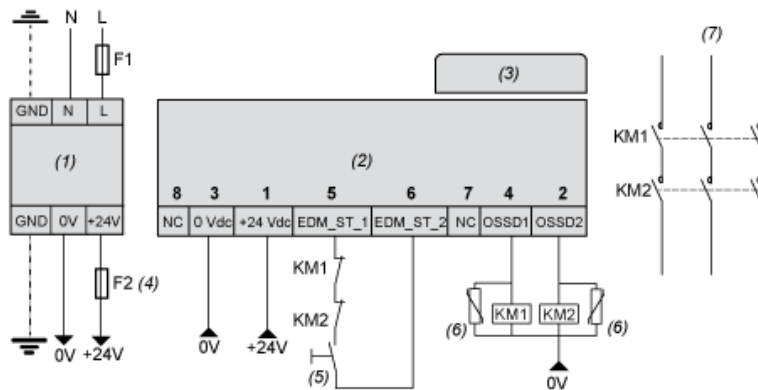 N L (7)
F1
(3)
GND N L
KM1
(1) (2)
KM2
8 3 1 5 6 7 4 2
GND 0V +24V NC 0 Vdc +24 Vdc EDM_ST_1 EDM_ST_2 NC OSSD1 OSSD2
KM1
F2 (4)
KM2 KM1 KM2
(6) (6)
0V +24V 0V +24V (5) 0V